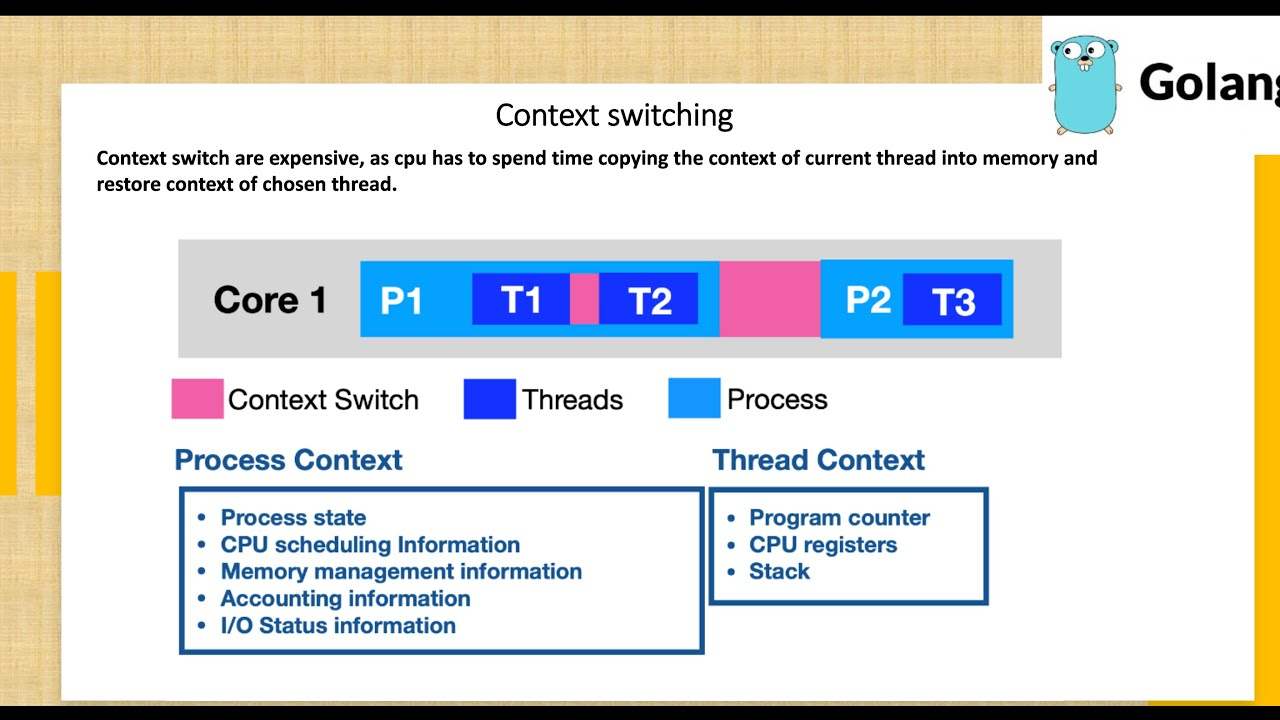 Golang
Context switching
Context switch are expensive, as cpu has to spend time copying the context of current thread into memory and
restore context of chosen thread.
Core 1 P1 T1 T2 P2 T3
Context Switch Threads Process
Process Context
• Process state
• CPU scheduling Information
• Memory management information
• Accounting information
• I/O Status information
Thread Context
• Program counter
• CPU registers
• Stack